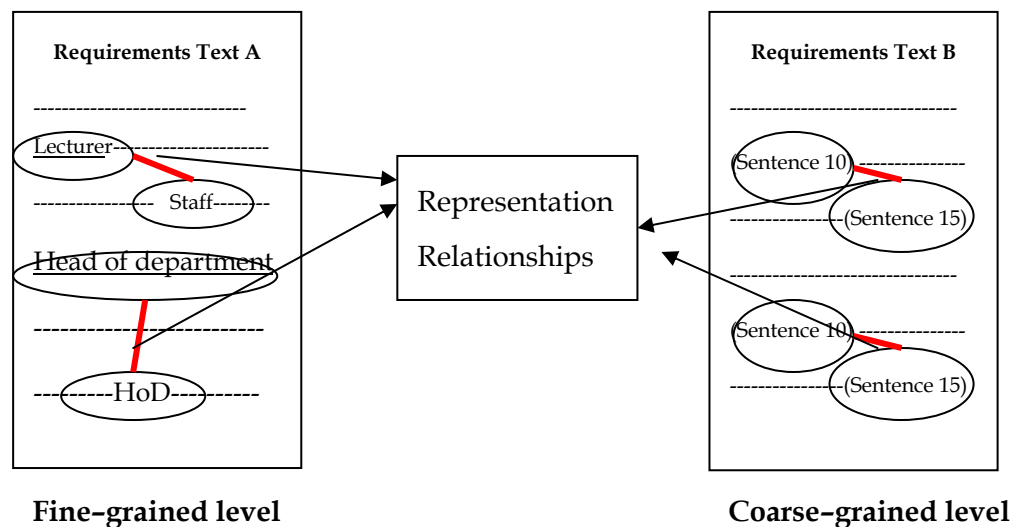 Requirements Text A
Lecturer
Staff
Head of department
HoD
Fine-grained level
Representation
Relationships
Requirements Text B
(Sentence 10)
(Sentence 15)
(Sentence 10)
(Sentence 15)
Coarse-grained level